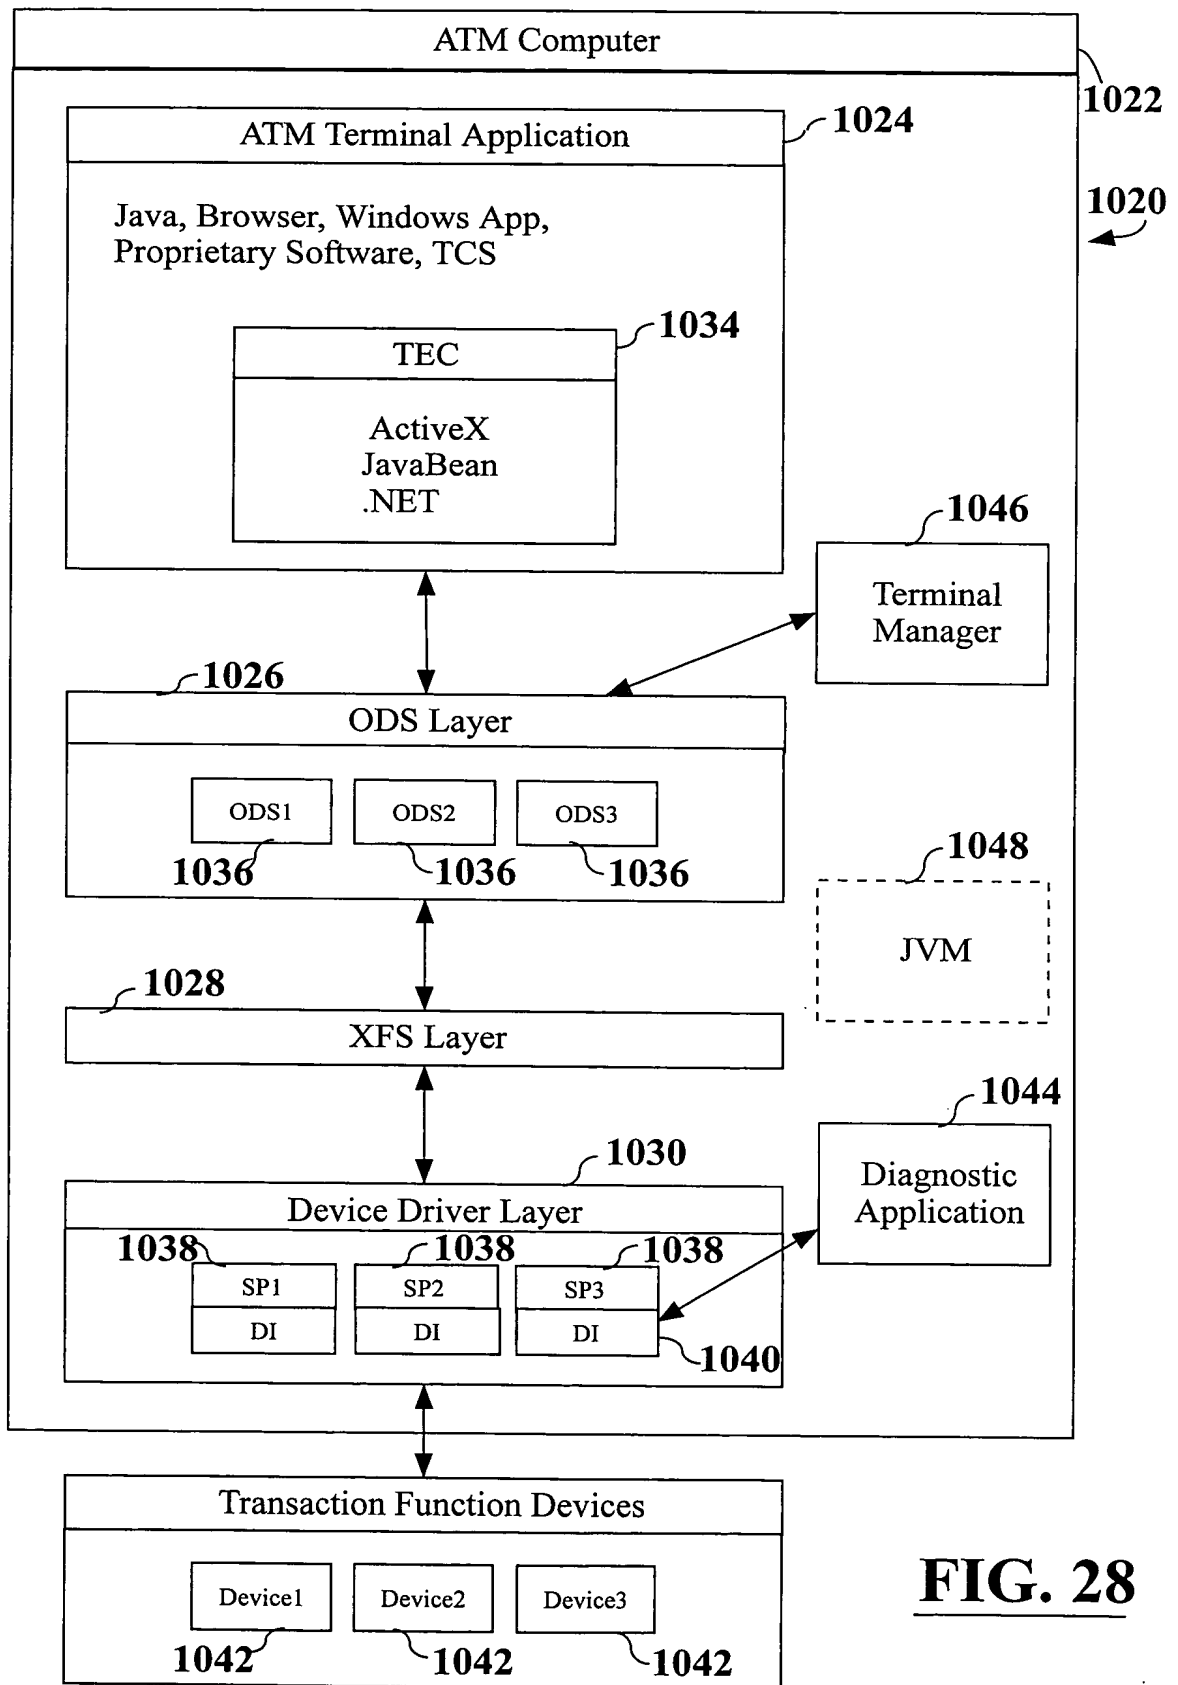 ATM Computer
1022
ATM Terminal Application
1024
1020
Java, Browser, Windows App,
Proprietary Software, TCS
1034
TEC
ActiveX
JavaBean
.NET
1046
Terminal
Manager
1026
ODS Layer
ODS1 ODS2 ODS3
1036 1036 1036
1048
JVM
1028
XFS Layer
1044
Diagnostic
Application
1030
Device Driver Layer
1038 1038 1038
SP1 SP2 SP3
DI DI DI
1040
Transaction Function Devices
Device1 Device2 Device3
1042 1042 1042
FIG. 28